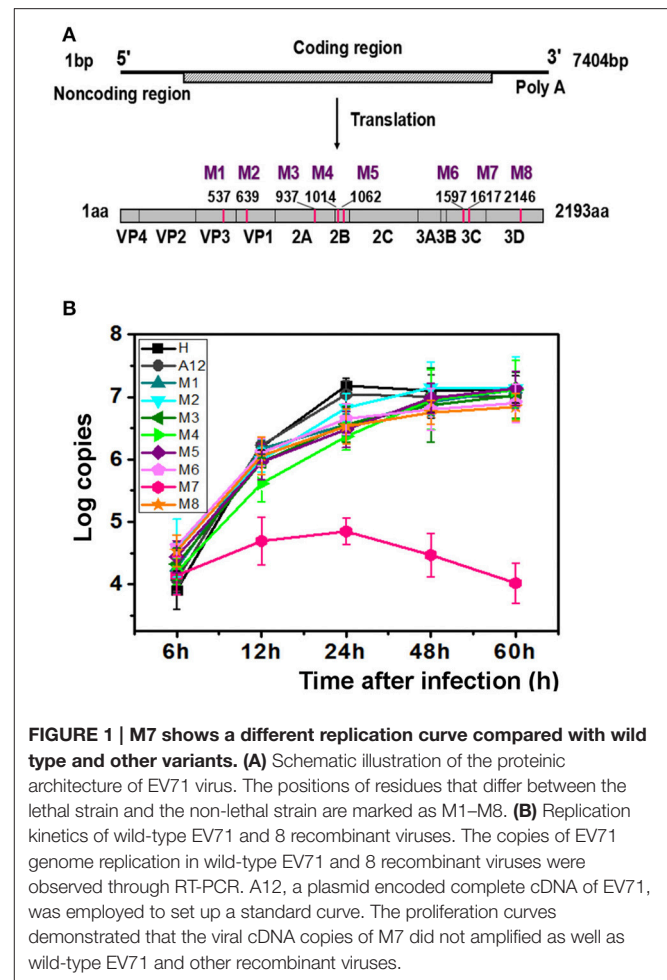 A
1bp 5' Coding region 3' 7404bp
Noncoding region Poly A
Translation
M1 M2 M3 M4 M5 M6 M7 M8
537 639 937 1014 1062 1597 1617 2146
1aa 2193aa
VP4 VP2 VP3 VP1 2A 2B 2C 3A3B 3C 3D
B
8
7
6
5
4
Log copies
H
A12
M1
M2
M3
M4
M5
M6
M7
M8
6h 12h 24h 48h 60h
Time after infection (h)
FIGURE 1 | M7 shows a different replication curve compared with wild
type and other variants. (A) Schematic illustration of the proteinic
architecture of EV71 virus. The positions of residues that differ between the
lethal strain and the non-lethal strain are marked as M1–M8. (B) Replication
kinetics of wild-type EV71 and 8 recombinant viruses. The copies of EV71
genome replication in wild-type EV71 and 8 recombinant viruses were
observed through RT-PCR. A12, a plasmid encoded complete cDNA of EV71,
was employed to set up a standard curve. The proliferation curves
demonstrated that the viral cDNA copies of M7 did not amplified as well as
wild-type EV71 and other recombinant viruses.